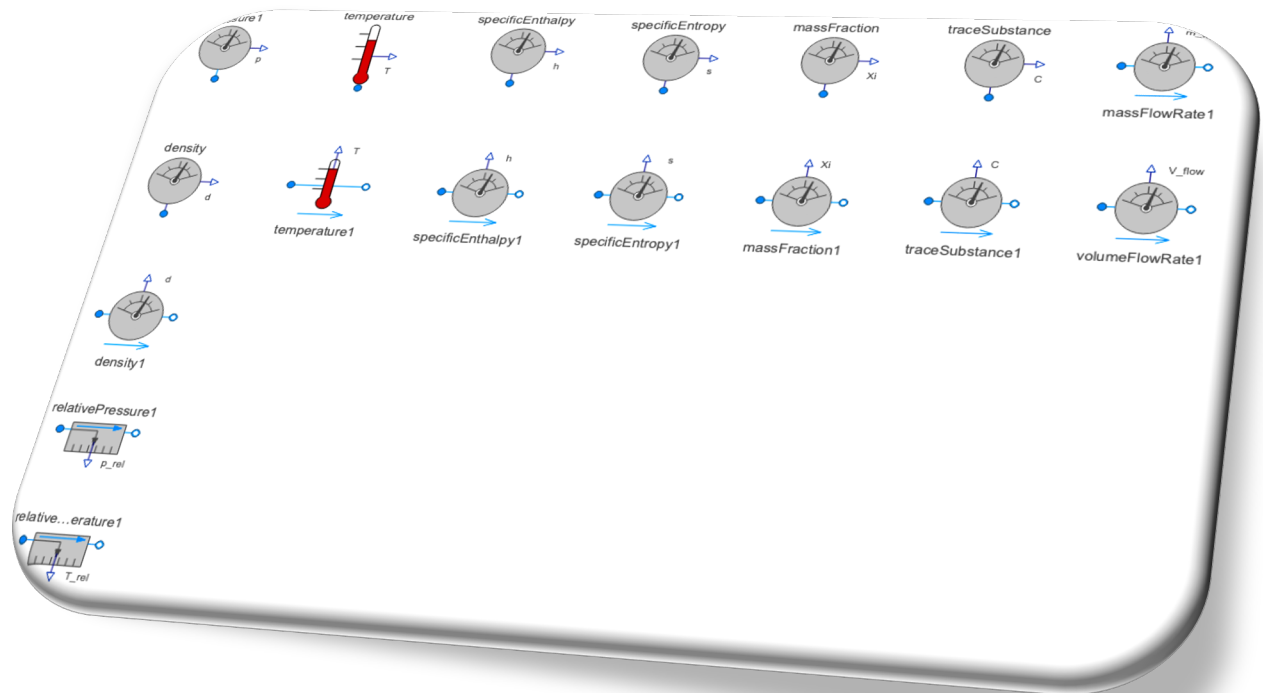 temperature
specificEnthalpy
specificEntropy
massFraction
traceSubstance
p
T
h
s
Xi
C
massFlowRate1
density
d
T
h
s
Xi
C
V_flow
temperature1
specificEnthalpy1
specificEntropy1
massFraction1
traceSubstance1
volumeFlowRate1
d
density1
relativePressure1
p_rel
relative...erature1
T_rel